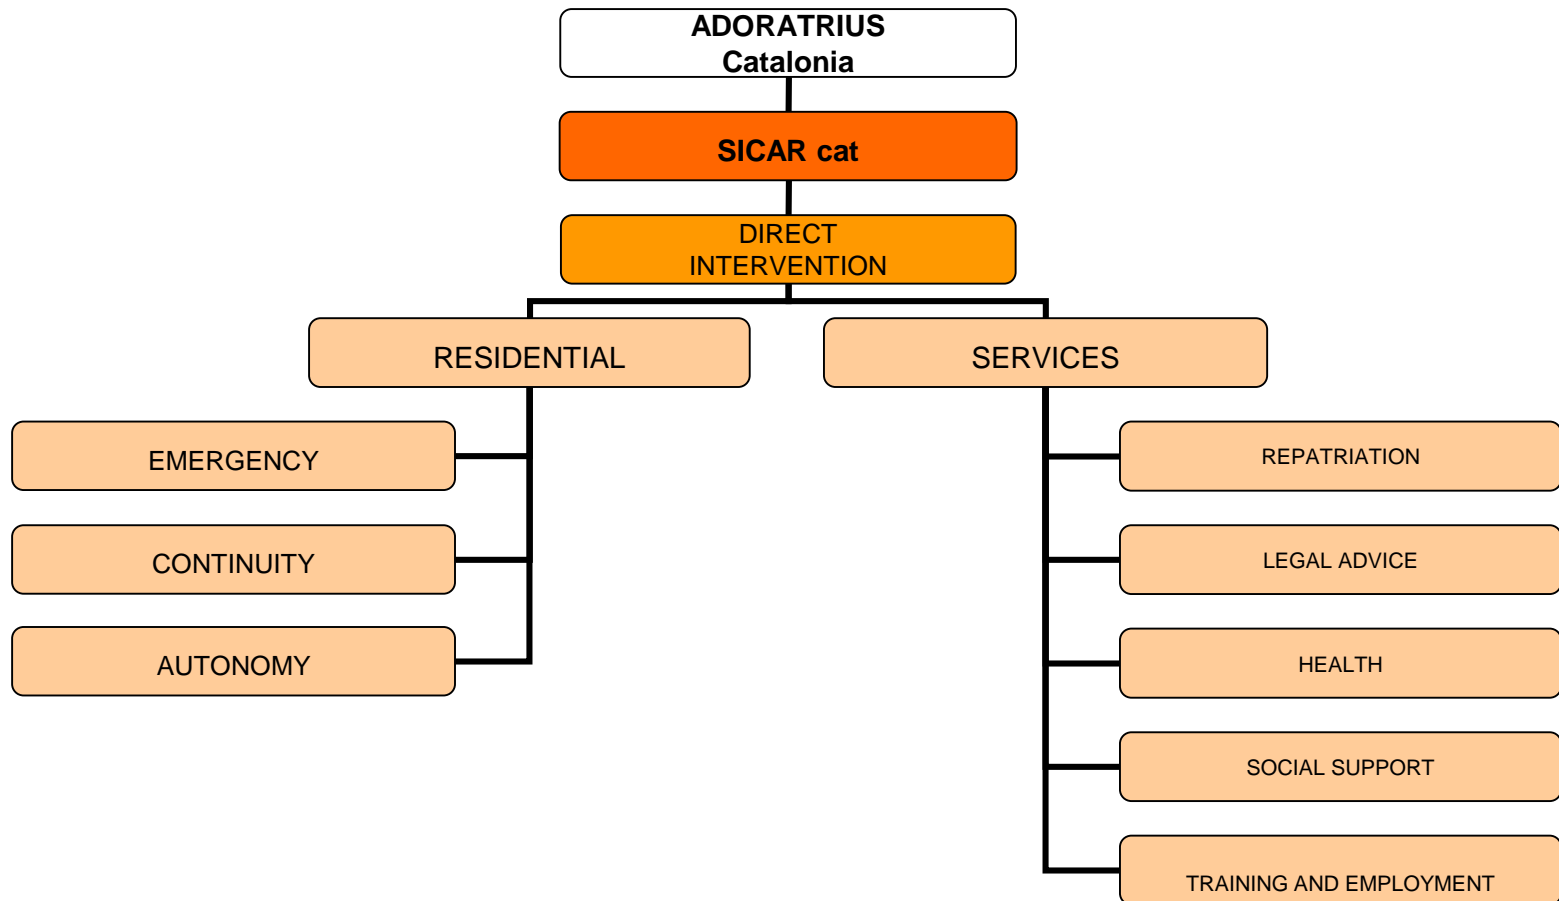 ADORATRIUS
Catalonia
SICAR cat
DIRECT
INTERVENTION
RESIDENTIAL
SERVICES
EMERGENCY
CONTINUITY
AUTONOMY
REPATRIATION
LEGAL ADVICE
HEALTH
SOCIAL SUPPORT
TRAINING AND EMPLOYMENT